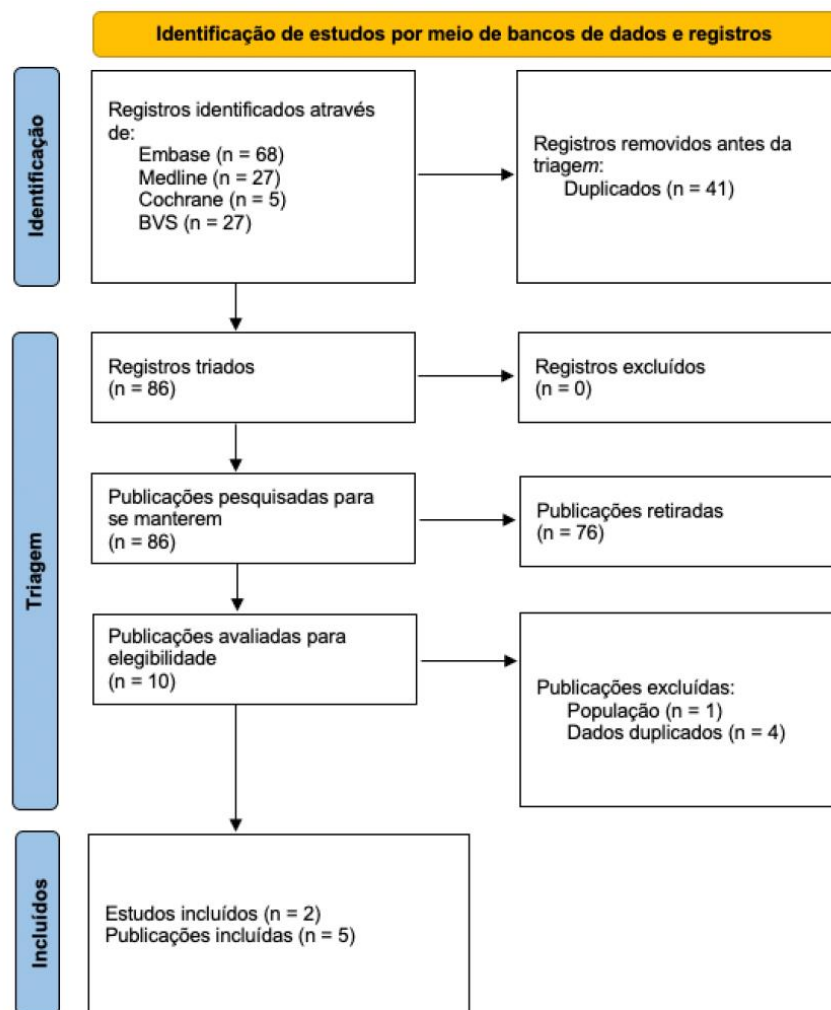 Identificação de estudos por meio de bancos de dados e registros
Identificação
Registros identificados através
de:
Embase (n = 68)
Medline (n = 27)
Cochrane (n = 5)
BVS (n = 27)
Registros removidos antes da
triagem:
Duplicados (n = 41)
Triagem
Registros triados
(n = 86)
Registros excluídos
(n = 0)
Publicações pesquisadas para
se manterem
(n = 86)
Publicações retiradas
(n = 76)
Publicações avaliadas para
elegibilidade
(n = 10)
Publicações excluídas:
População (n = 1)
Dados duplicados (n = 4)
Incluídos
Estudos incluídos (n = 2)
Publicações incluídas (n = 5)